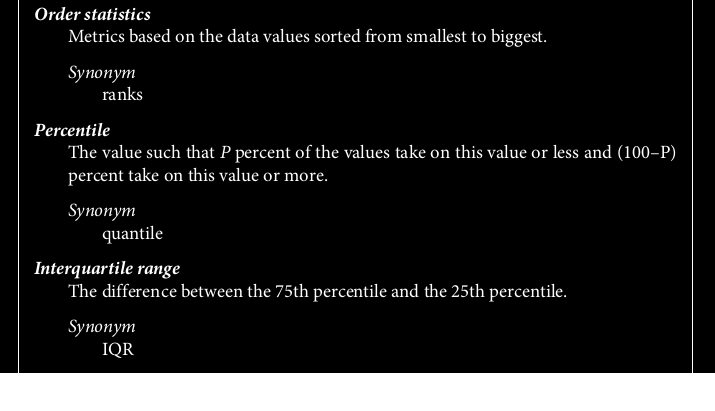 Order statistics
Metrics based on the data values sorted from smallest to biggest.
Synonym
ranks
Percentile
The value such that P percent of the values take on this value or less and (100–P)
percent take on this value or more.
Synonym
quantile
Interquartile range
The difference between the 75th percentile and the 25th percentile.
Synonym
IQR